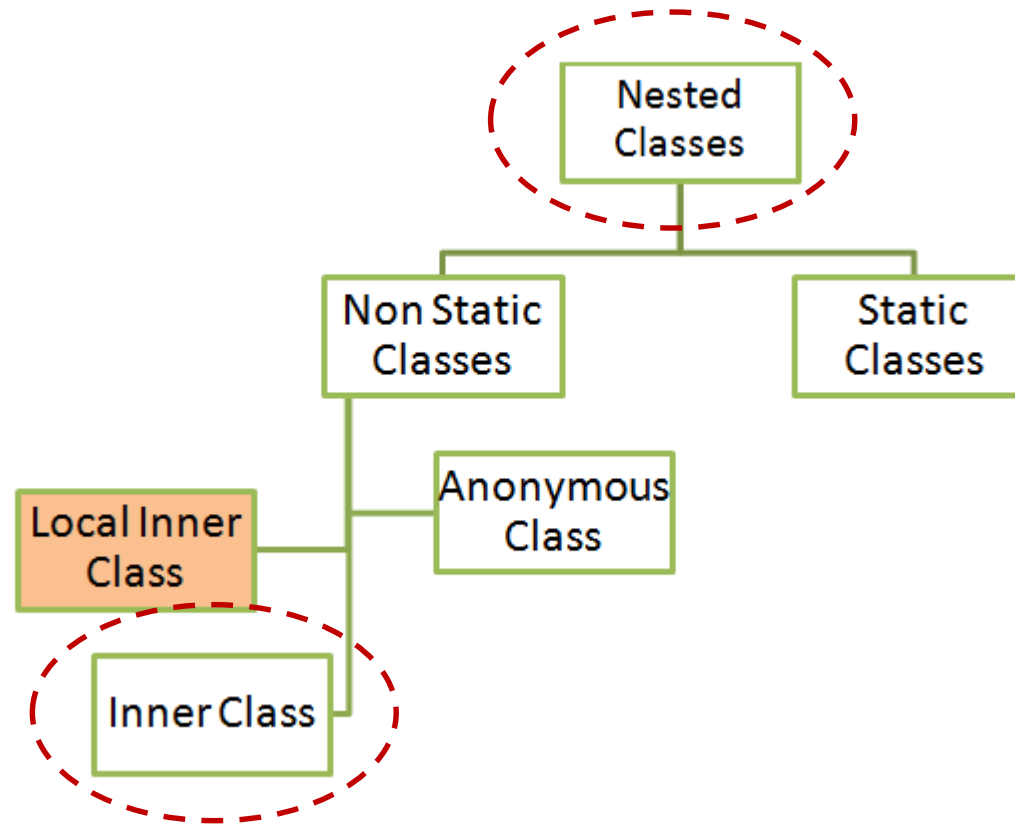 Nested
Classes
Non Static
Classes
Static
Classes
Anonymous
Class
Local Inner
Class
Inner Class